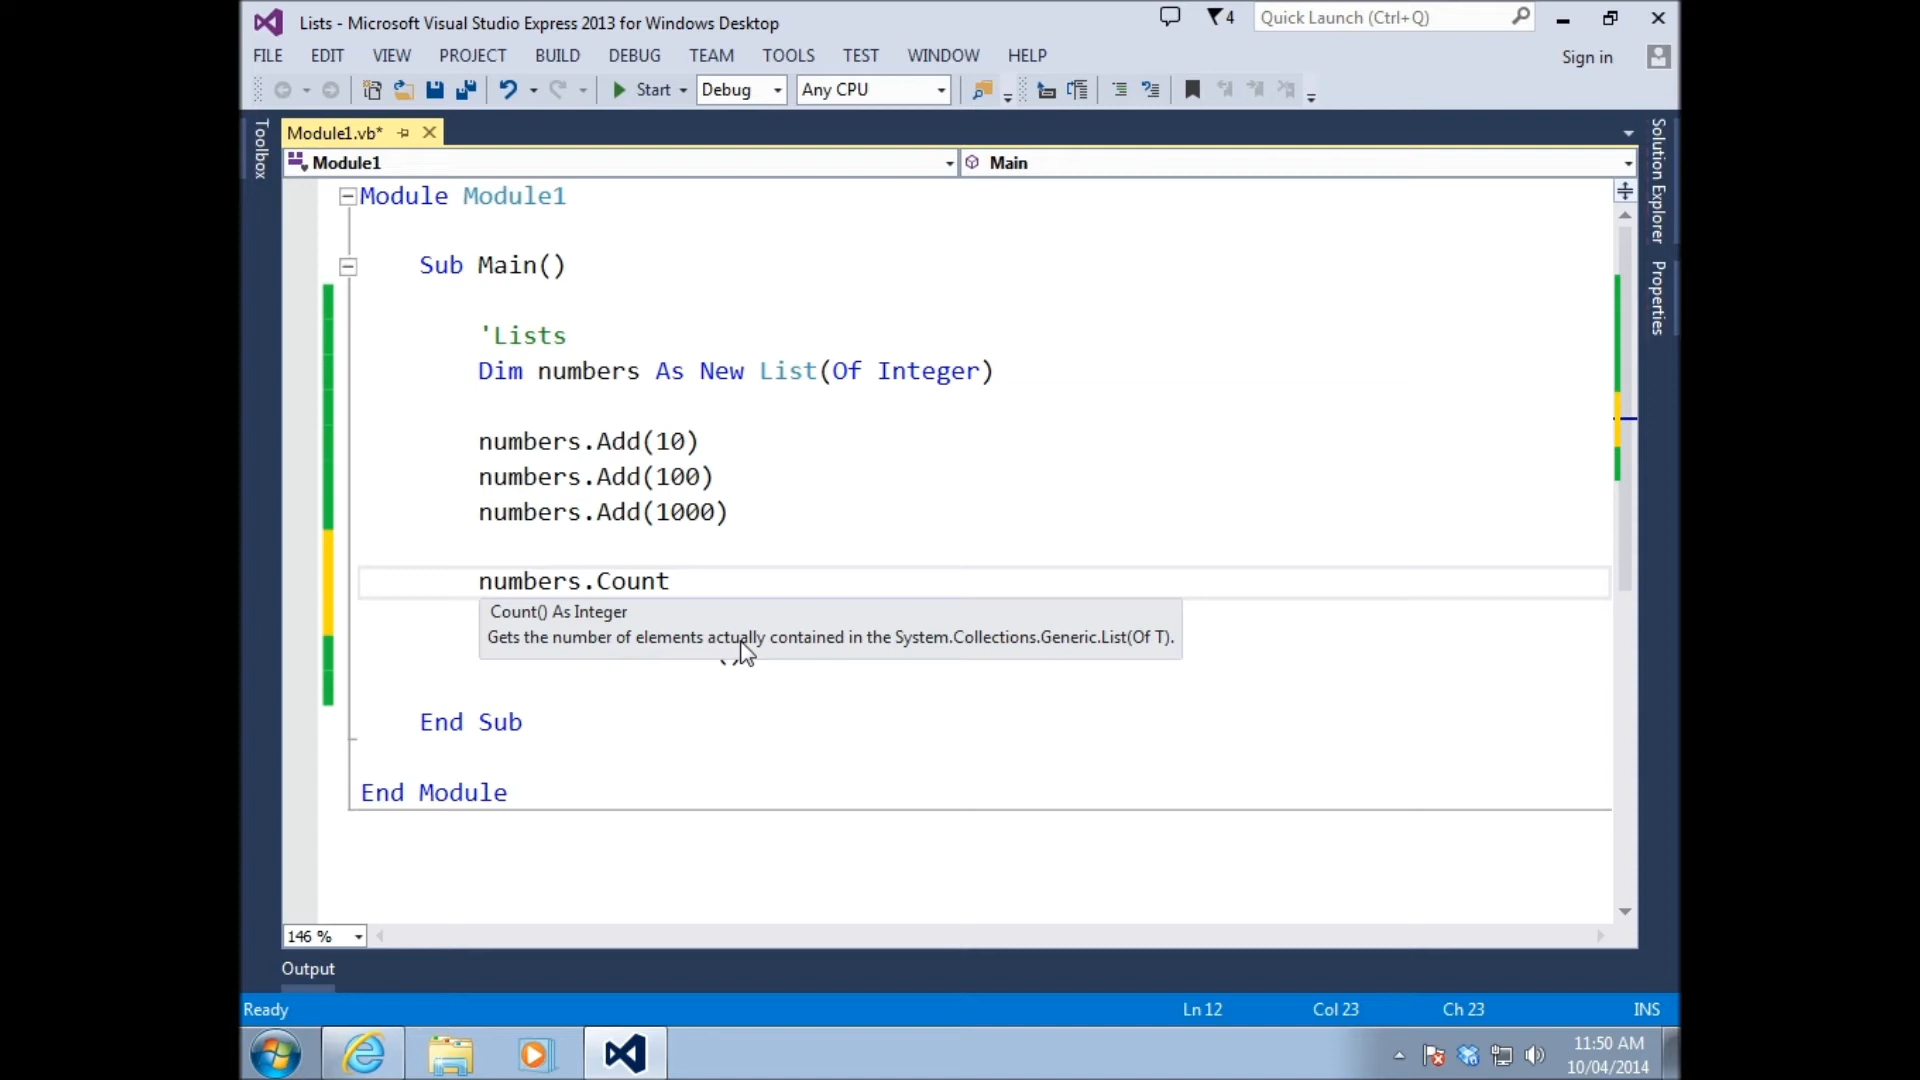 Lists - Microsoft Visual Studio Express 2013 for Windows Desktop
4
Quick Launch (Ctrl+Q)
FILE EDIT VIEW PROJECT BUILD DEBUG TEAM TOOLS TEST WINDOW HELP
Sign in
Start Debug Any CPU
Toolbox
Module1.vb*
Solution Explorer
Properties
Module1
Main
Module Module1
Sub Main()
'Lists
Dim numbers As New List(Of Integer)
numbers.Add(10)
numbers.Add(100)
numbers.Add(1000)
numbers.Count
Count() As Integer
Gets the number of elements actually contained in the System.Collections.Generic.List(Of T).
End Sub
End Module
146 %
Output
Ready
Ln 12 Col 23 Ch 23 INS
11:50 AM
10/04/2014